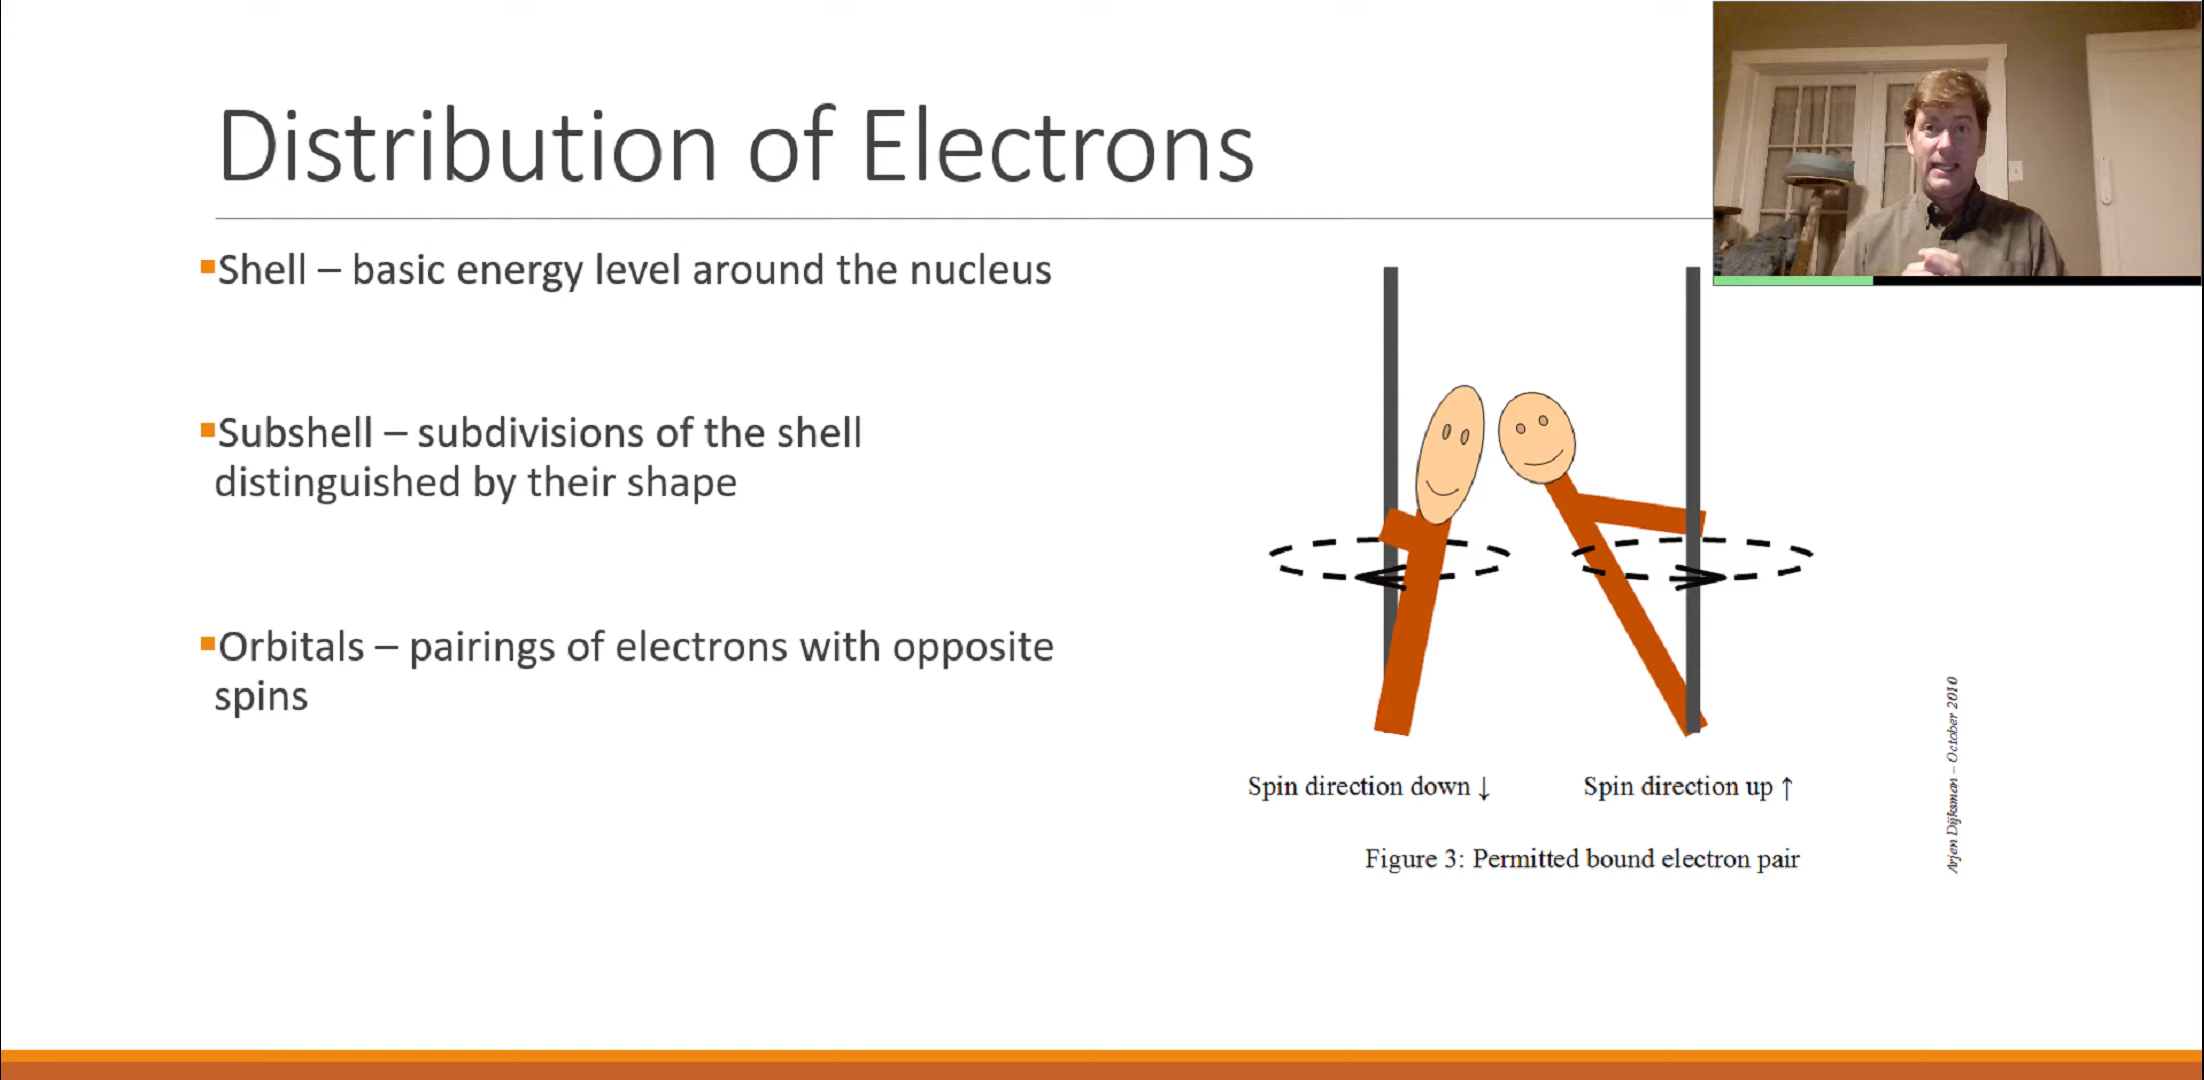 Distribution of Electrons
Shell – basic energy level around the nucleus
Subshell – subdivisions of the shell
distinguished by their shape
Orbitals – pairings of electrons with opposite
spins
Spin direction down ↓
Spin direction up ↑
Figure 3: Permitted bound electron pair
Arjen Dijksman – October 2010